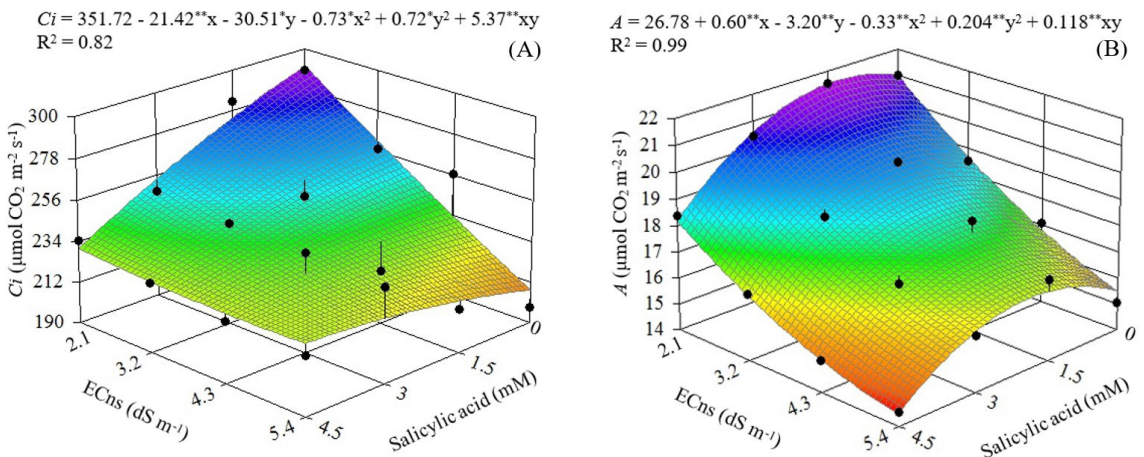 Ci = 351.72 - 21.42**x - 30.51*y - 0.73*x² + 0.72*y² + 5.37**xy
R² = 0.82
(A)
300
278
256
234
212
190
Ci (µmol CO₂ m⁻² s⁻¹)
2.1
3.2
4.3
5.4
ECns (dS m⁻¹)
0
1.5
3
4.5
Salicylic acid (mM)
A = 26.78 + 0.60**x - 3.20**y - 0.33**x² + 0.204**y² + 0.118**xy
R² = 0.99
(B)
22
21
20
19
18
17
16
15
14
A (µmol CO₂ m⁻² s⁻¹)
2.1
3.2
4.3
5.4
ECns (dS m⁻¹)
0
1.5
3
4.5
Salicylic acid (mM)